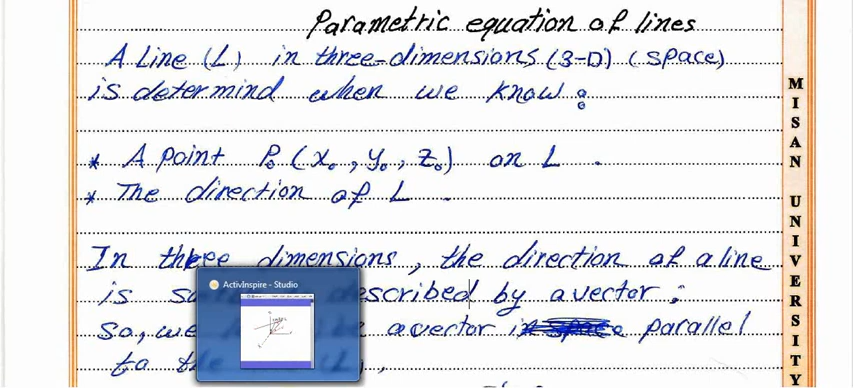 Parametric equation of lines
A Line (L) in three-dimensions (3-D) (space)
is determind when we know:
* A point P₀ (x₀, y₀, z₀) on L.
* The direction of L.
In three dimensions, the direction of a line
is described by a vector;
So, we a vector parallel
to
ActivInspire - Studio
MISAN UNIVERSITY